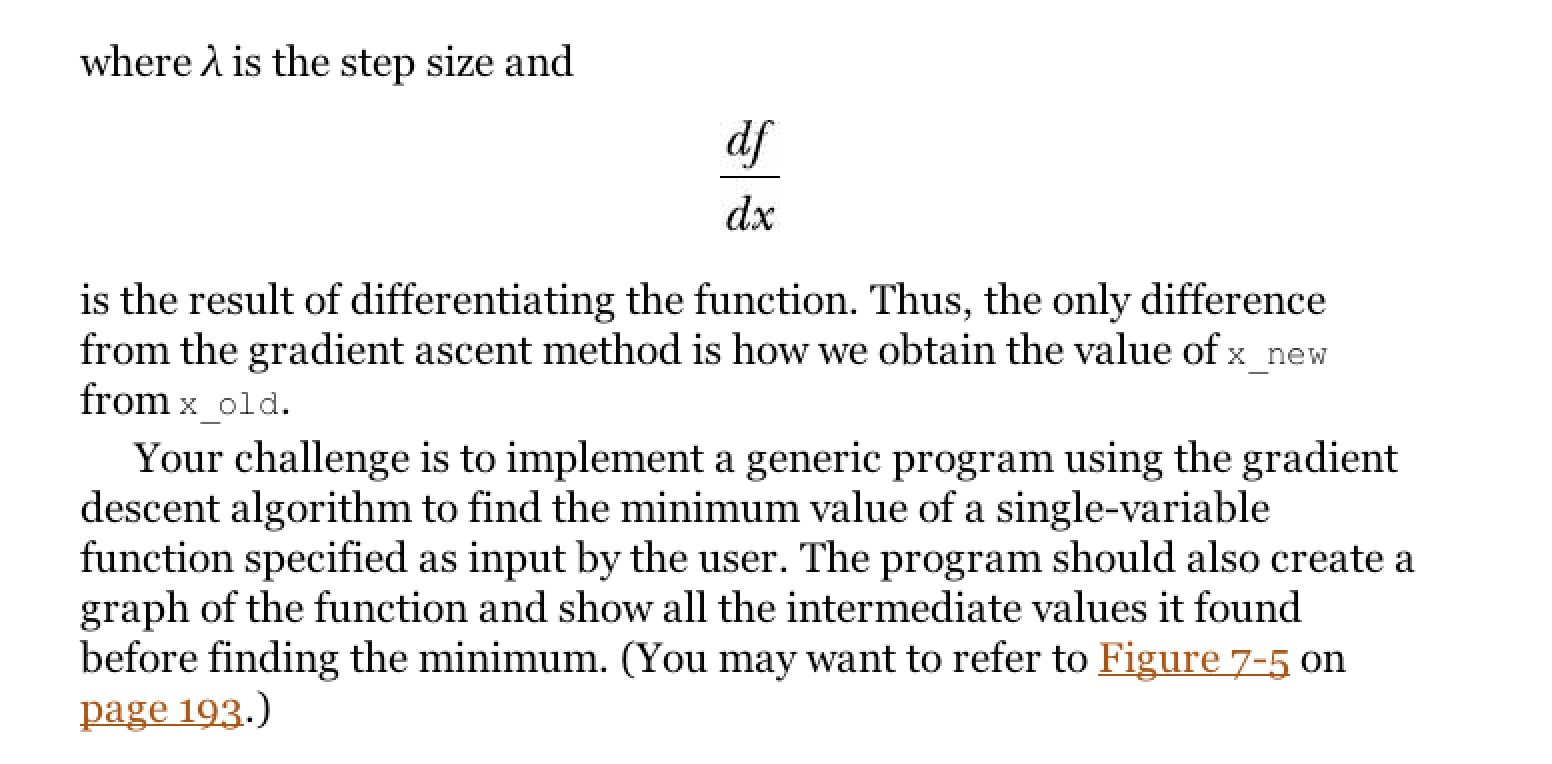 where λ is the step size and
df
dx
is the result of differentiating the function. Thus, the only difference
from the gradient ascent method is how we obtain the value of x_new
from x_old.
Your challenge is to implement a generic program using the gradient
descent algorithm to find the minimum value of a single-variable
function specified as input by the user. The program should also create a
graph of the function and show all the intermediate values it found
before finding the minimum. (You may want to refer to Figure 7-5 on
page 193.)